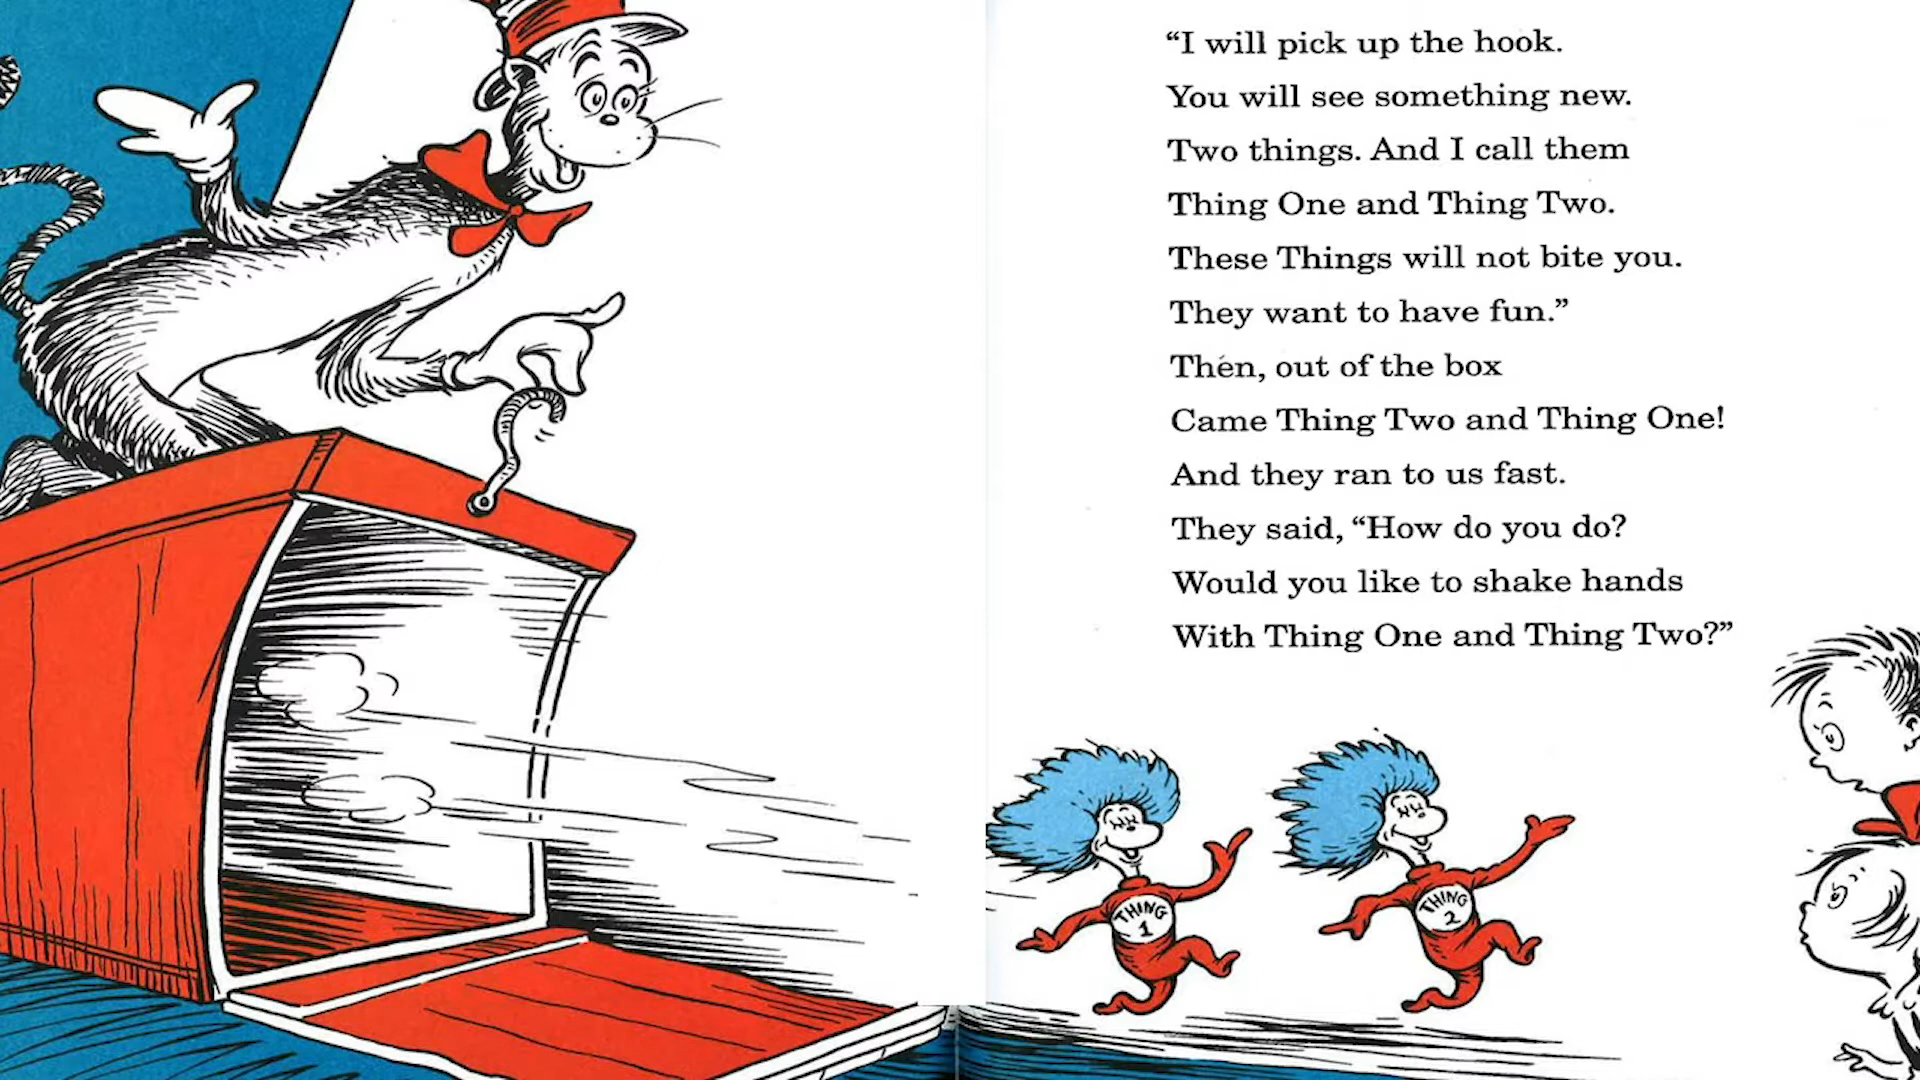 “I will pick up the hook.
You will see something new.
Two things. And I call them
Thing One and Thing Two.
These Things will not bite you.
They want to have fun.”
Then, out of the box
Came Thing Two and Thing One!
And they ran to us fast.
They said, “How do you do?
Would you like to shake hands
With Thing One and Thing Two?”
THING
1
THING
2